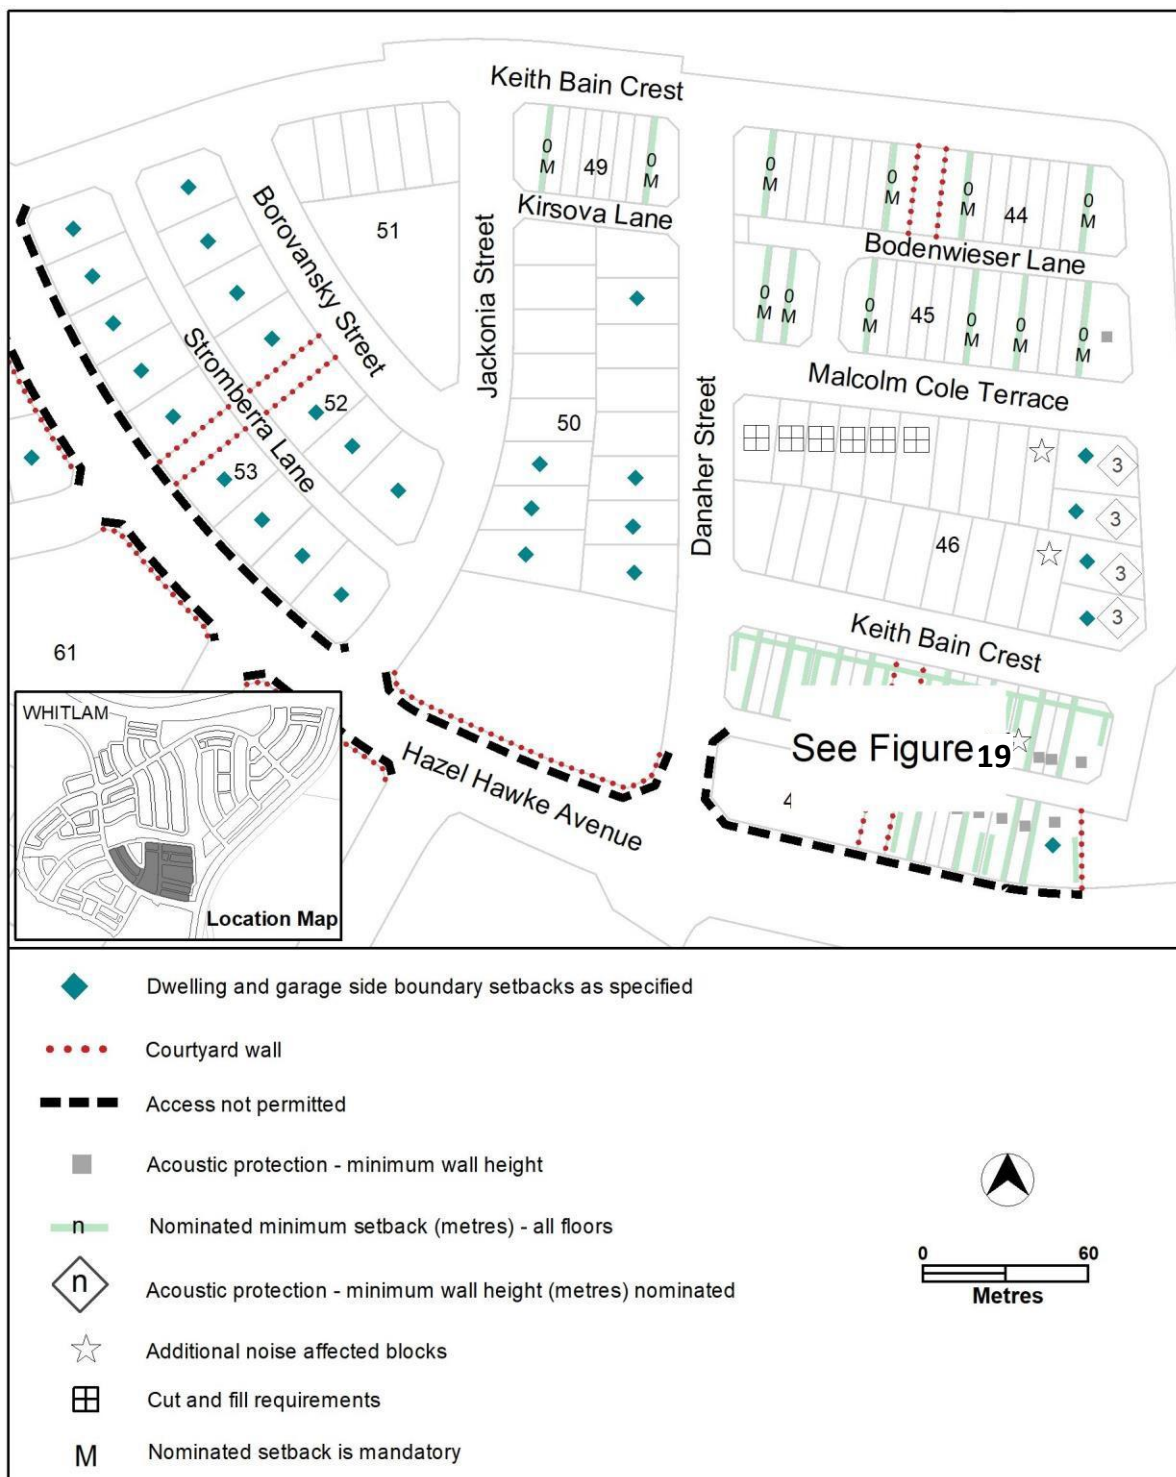 Keith Bain Crest
0
M
49
0
M
0
M
0
M
0
M
44
0
M
Kirsova Lane
Borovansky Street
51
Jackonia Street
Bodenwieser Lane
0
M
0
M
0
M
45
0
M
0
M
0
M
Stromberra Lane
Malcolm Cole Terrace
52
50
Danaher Street
53
3
3
46
3
3
Keith Bain Crest
61
WHITLAM
Location Map
Hazel Hawke Avenue
See Figure 19
Dwelling and garage side boundary setbacks as specified
Courtyard wall
Access not permitted
Acoustic protection - minimum wall height
n Nominated minimum setback (metres) - all floors
n Acoustic protection - minimum wall height (metres) nominated
Additional noise affected blocks
Cut and fill requirements
M Nominated setback is mandatory
0 60
Metres